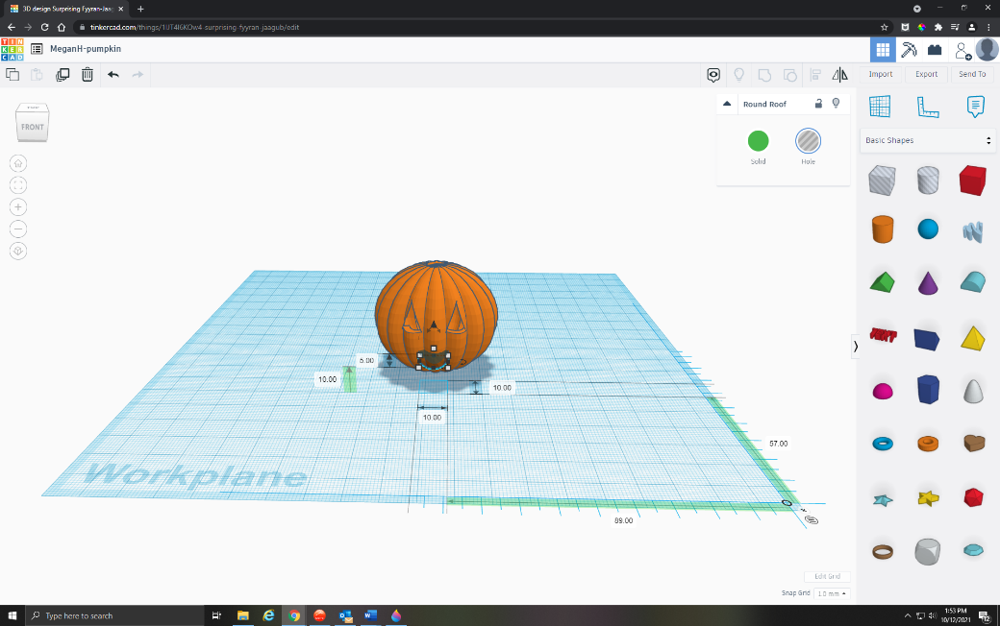 3D design Surprising Fyyran-Jaag
tinkercad.com/things/1IJT4I6KOw4-surprising-fyyran-jaagub/edit
TIN
KER
CAD
MeganH-pumpkin
Import
Export
Send To
Round Roof
Solid
Hole
Basic Shapes
FRONT
5.00
10.00
10.00
10.00
57.00
89.00
Workplane
Edit Grid
Snap Grid
1.0 mm
Type here to search
1:53 PM
10/12/2021